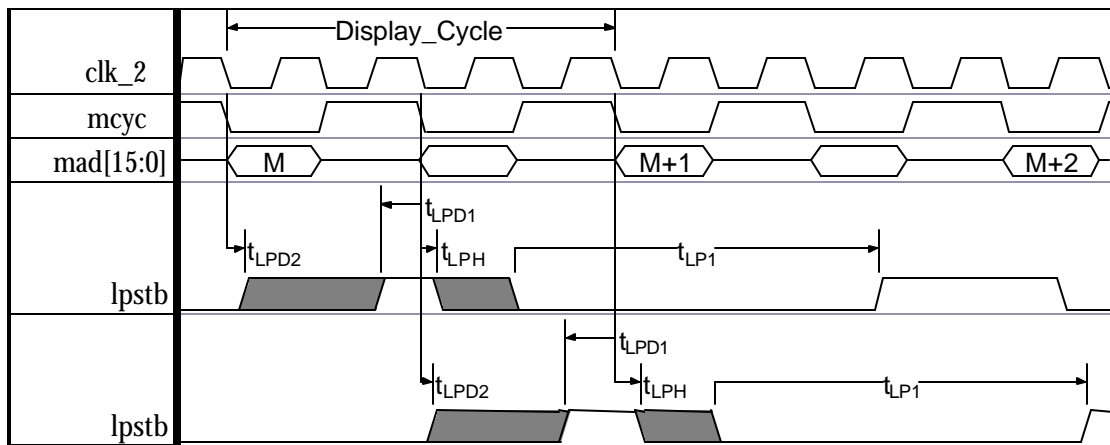 Display_Cycle
clk_2
mcyc
mad[15:0] M M+1 M+2
tLPD1
tLPD2 tLPH tLP1
lpstb
tLPD1
tLPD2 tLPH tLP1
lpstb